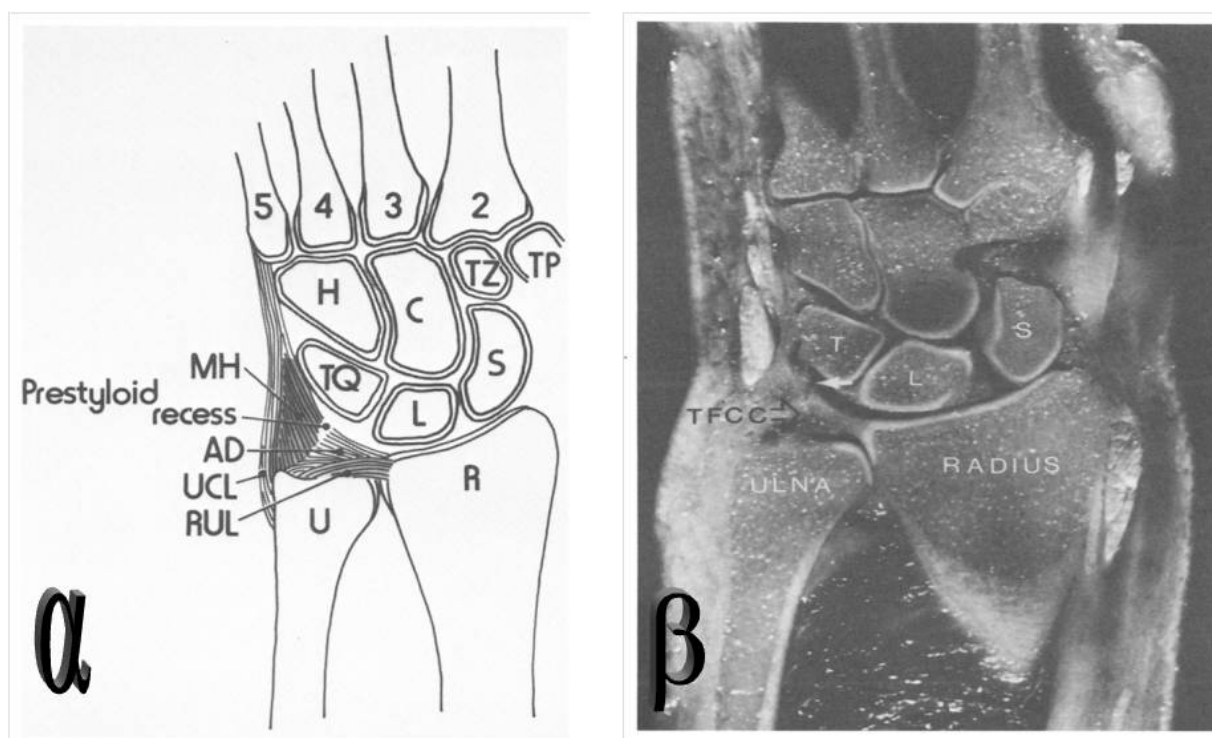 5 4 3 2
TZ TP
H C
MH TQ S
Prestyloid
recess L
AD
UCL R
RUL U
α
S
T
L
TFCC
RADIUS
ULNA
β